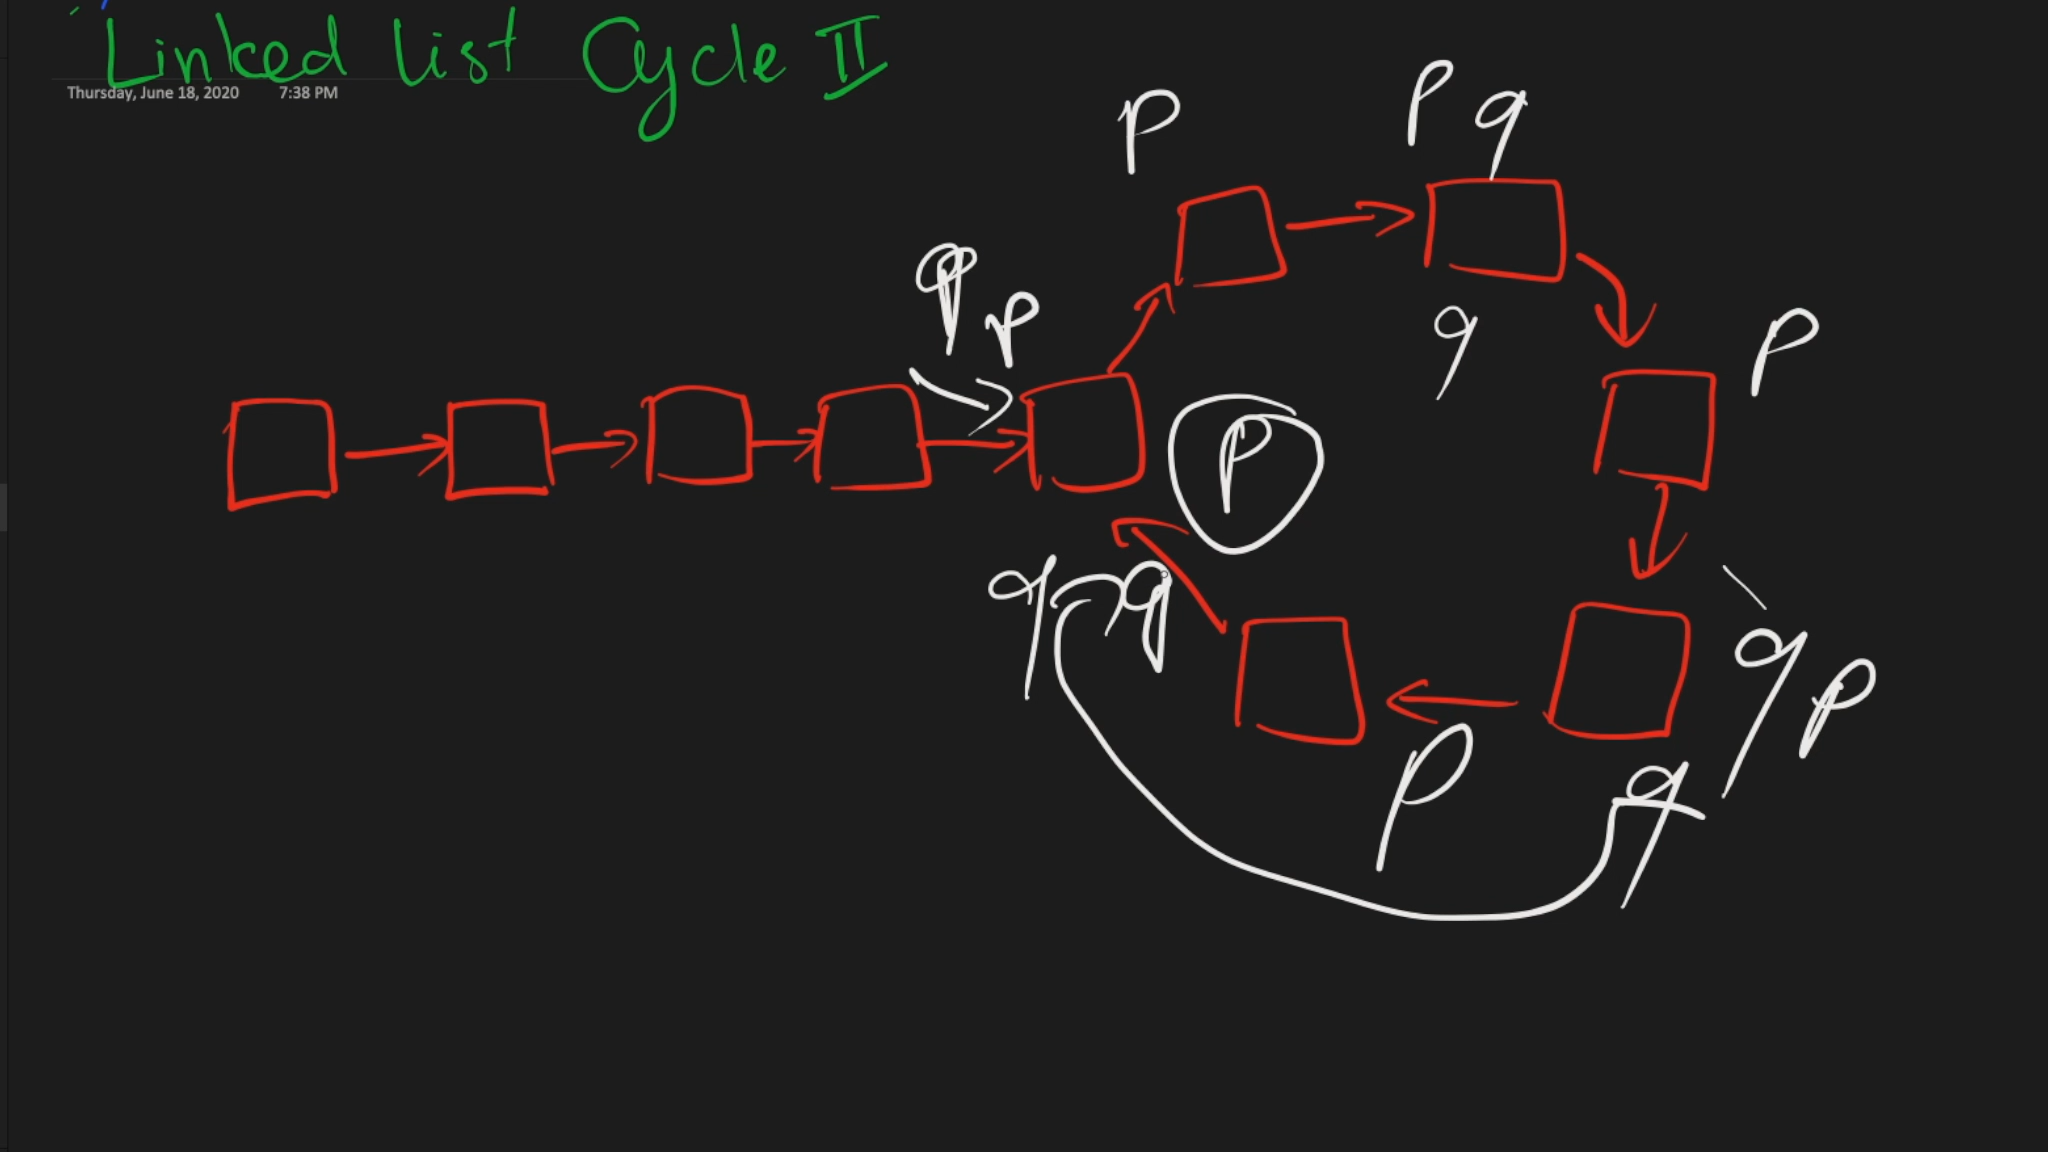 Linked List Cycle II
Thursday, June 18, 2020 7:38 PM
p
p q
q p
q
p
p
q p
q q
p
q